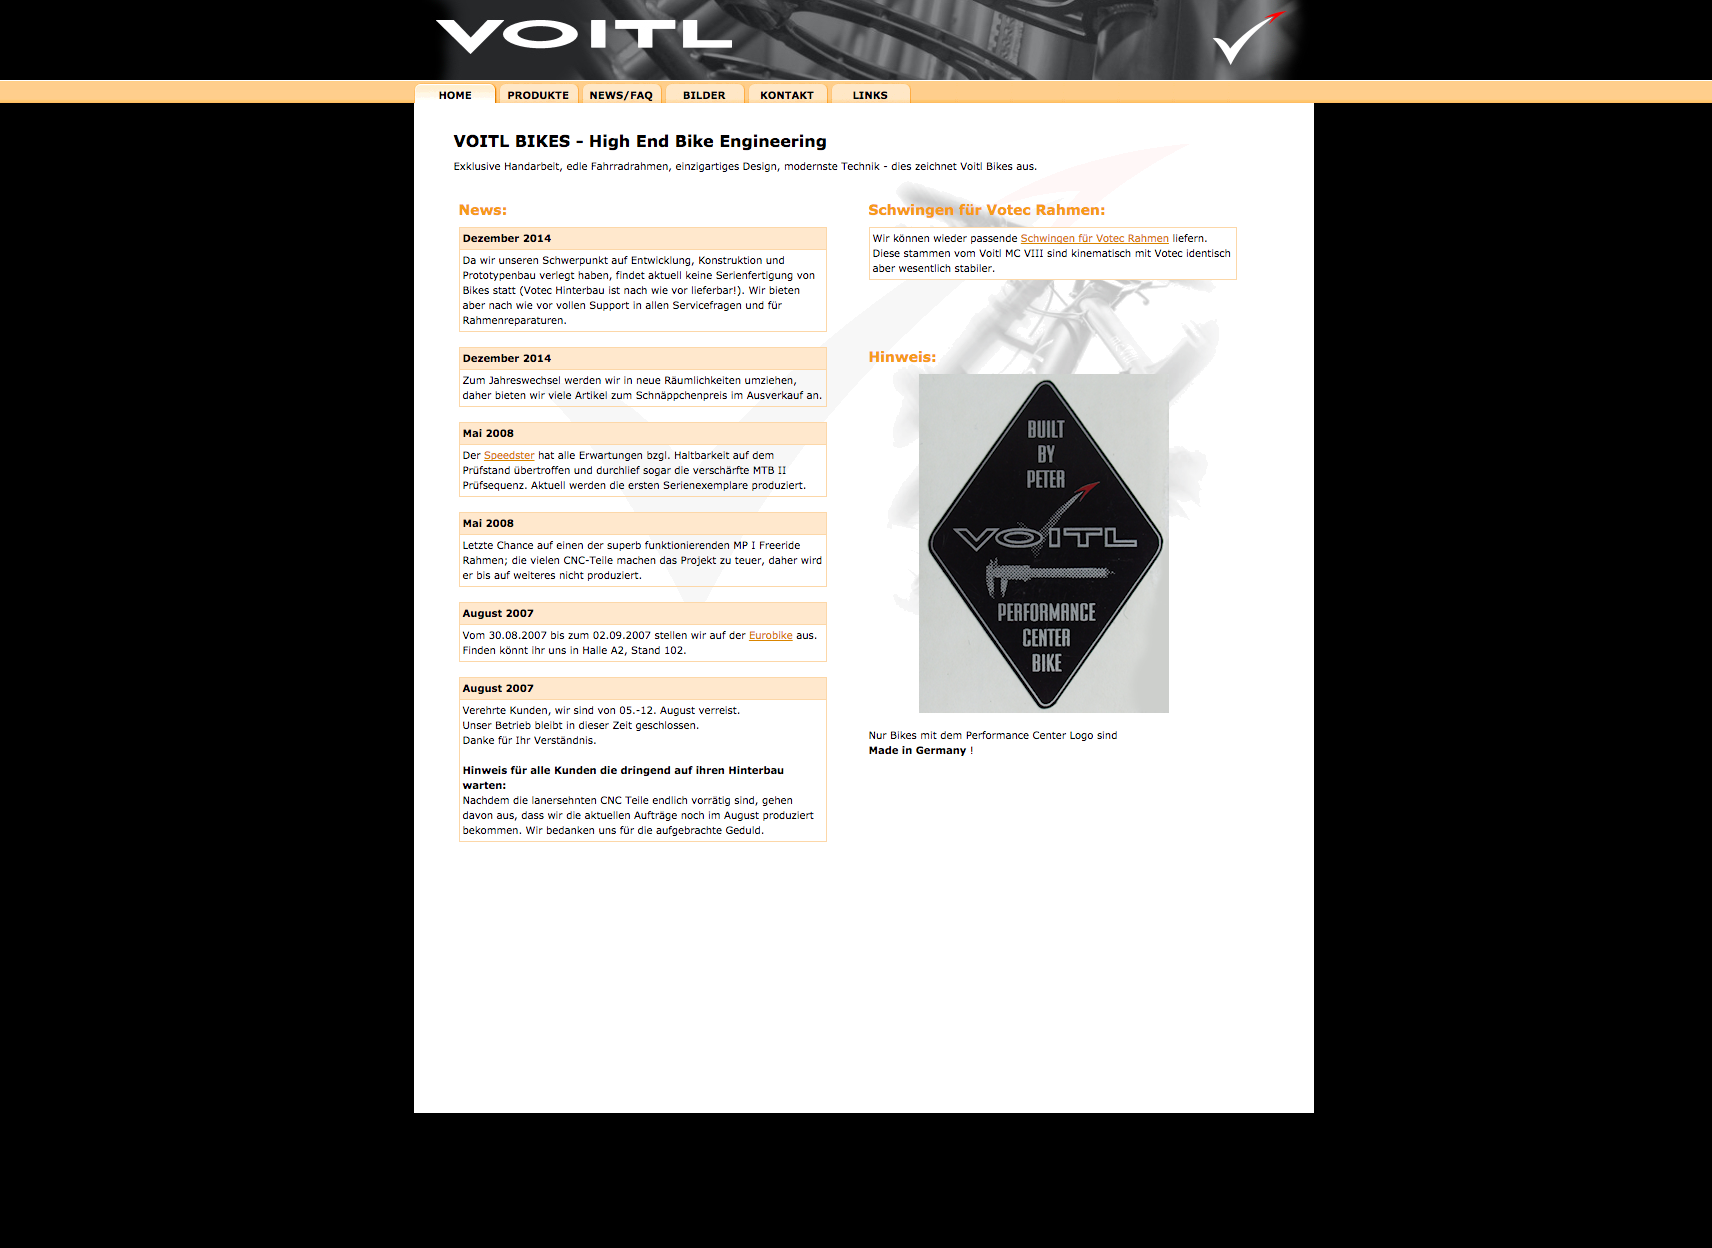 VOITL
HOME
PRODUKTE
NEWS/FAQ
BILDER
KONTAKT
LINKS
VOITL BIKES - High End Bike Engineering
Exklusive Handarbeit, edle Fahrradrahmen, einzigartiges Design, modernste Technik - dies zeichnet Voitl Bikes aus.
News:
Dezember 2014
Da wir unseren Schwerpunkt auf Entwicklung, Konstruktion und
Prototypenbau verlegt haben, findet aktuell keine Serienfertigung von
Bikes statt (Votec Hinterbau ist nach wie vor lieferbar!). Wir bieten
aber nach wie vor vollen Support in allen Servicefragen und für
Rahmenreparaturen.
Dezember 2014
Zum Jahreswechsel werden wir in neue Räumlichkeiten umziehen,
daher bieten wir viele Artikel zum Schnäppchenpreis im Ausverkauf an.
Mai 2008
Der Speedster hat alle Erwartungen bzgl. Haltbarkeit auf dem
Prüfstand übertroffen und durchlief sogar die verschärfte MTB II
Prüfsequenz. Aktuell werden die ersten Serienexemplare produziert.
Mai 2008
Letzte Chance auf einen der superb funktionierenden MP I Freeride
Rahmen; die vielen CNC-Teile machen das Projekt zu teuer, daher wird
er bis auf weiteres nicht produziert.
August 2007
Vom 30.08.2007 bis zum 02.09.2007 stellen wir auf der Eurobike aus.
Finden könnt ihr uns in Halle A2, Stand 102.
August 2007
Verehrte Kunden, wir sind von 05.-12. August verreist.
Unser Betrieb bleibt in dieser Zeit geschlossen.
Danke für Ihr Verständnis.
Hinweis für alle Kunden die dringend auf ihren Hinterbau
warten:
Nachdem die lanersehnten CNC Teile endlich vorrätig sind, gehen
davon aus, dass wir die aktuellen Aufträge noch im August produziert
bekommen. Wir bedanken uns für die aufgebrachte Geduld.
Schwingen für Votec Rahmen:
Wir können wieder passende Schwingen für Votec Rahmen liefern.
Diese stammen vom Voitl MC VIII sind kinematisch mit Votec identisch
aber wesentlich stabiler.
Hinweis:
BUILT
BY
PETER
VOITL
PERFORMANCE
CENTER
BIKE
Nur Bikes mit dem Performance Center Logo sind
Made in Germany !